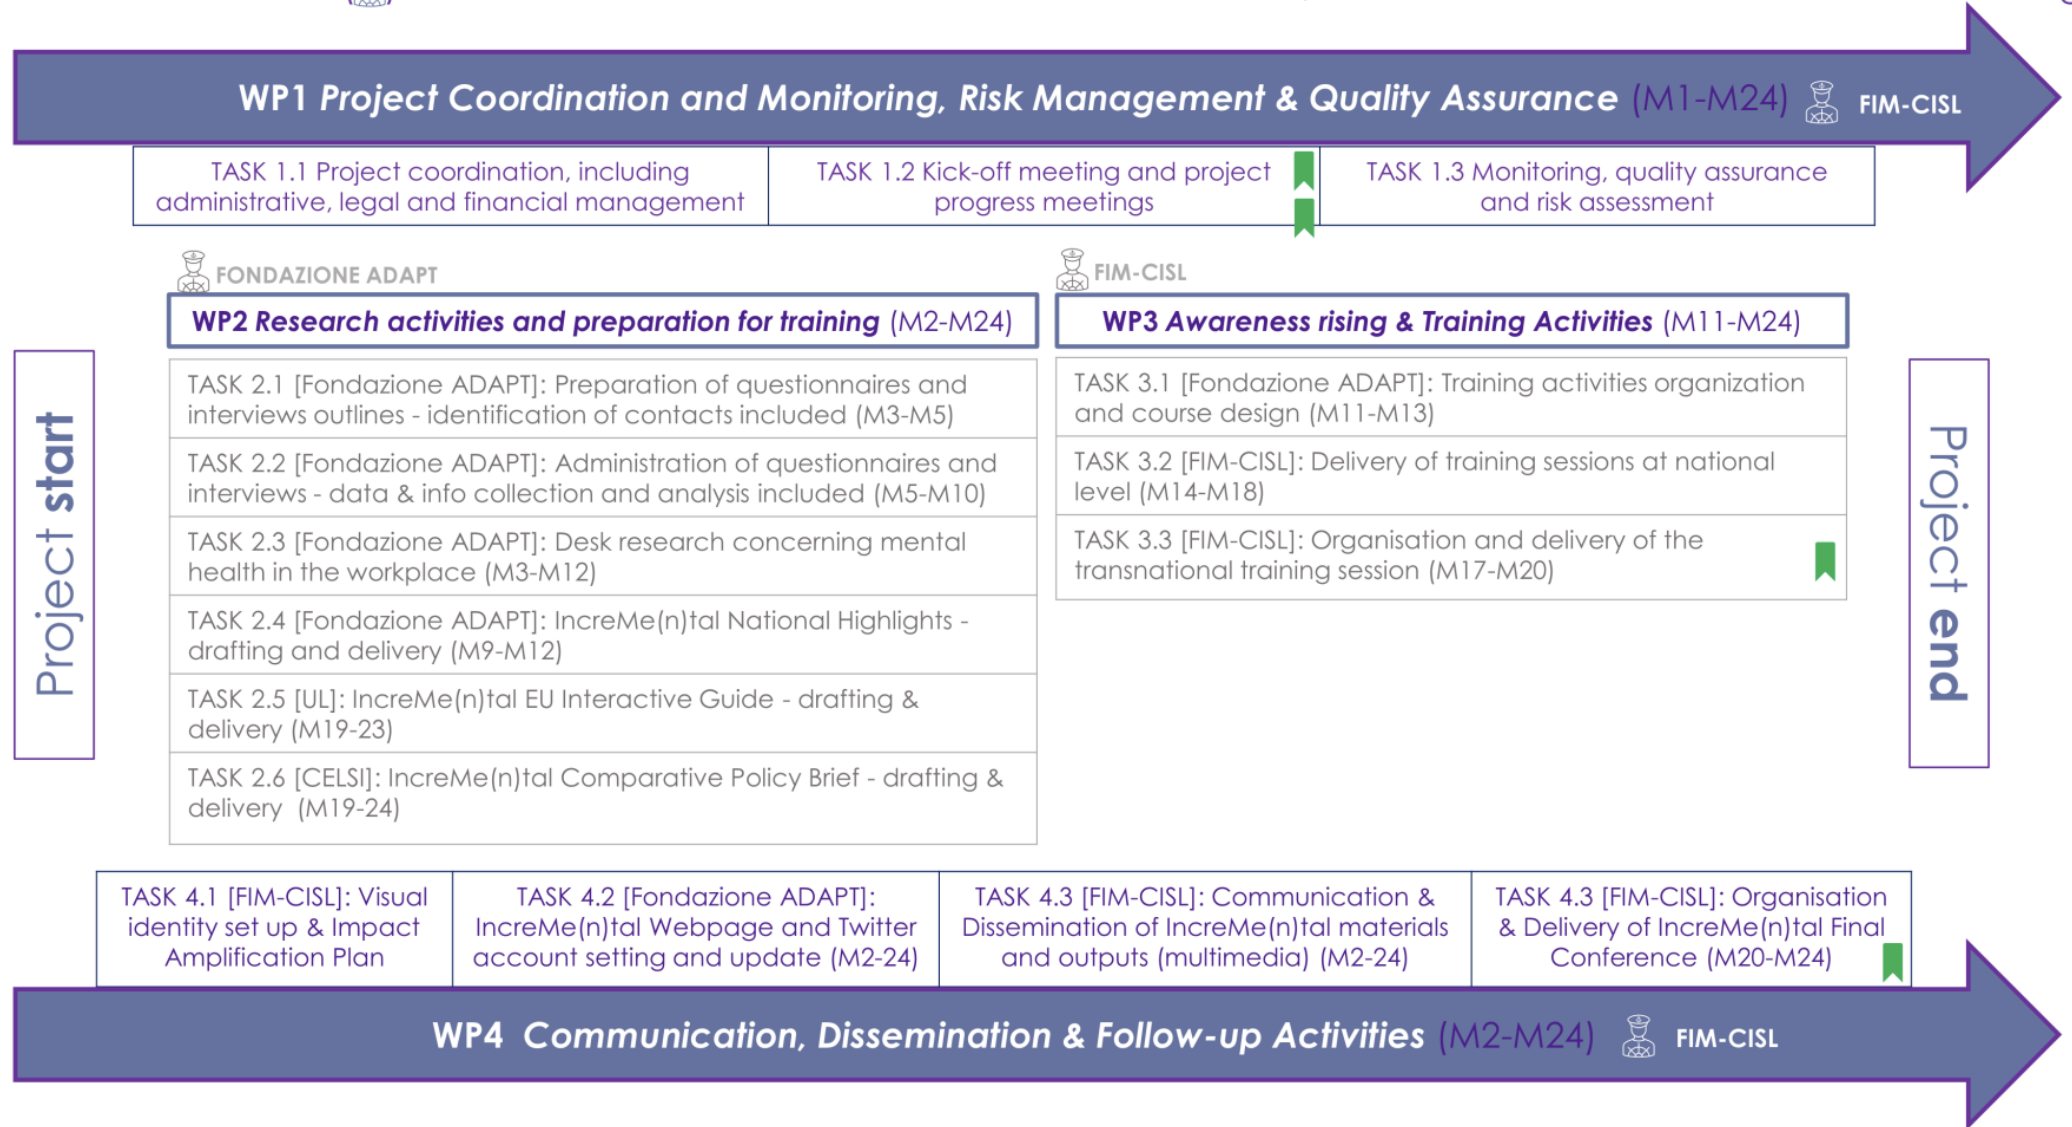 WP1 Project Coordination and Monitoring, Risk Management & Quality Assurance (M1-M24) FIM-CISL
TASK 1.1 Project coordination, including
administrative, legal and financial management
TASK 1.2 Kick-off meeting and project
progress meetings
TASK 1.3 Monitoring, quality assurance
and risk assessment
FONDAZIONE ADAPT
WP2 Research activities and preparation for training (M2-M24)
TASK 2.1 [Fondazione ADAPT]: Preparation of questionnaires and
interviews outlines - identification of contacts included (M3-M5)
TASK 2.2 [Fondazione ADAPT]: Administration of questionnaires and
interviews - data & info collection and analysis included (M5-M10)
TASK 2.3 [Fondazione ADAPT]: Desk research concerning mental
health in the workplace (M3-M12)
TASK 2.4 [Fondazione ADAPT]: IncreMe(n)tal National Highlights -
drafting and delivery (M9-M12)
TASK 2.5 [UL]: IncreMe(n)tal EU Interactive Guide - drafting &
delivery (M19-23)
TASK 2.6 [CELSI]: IncreMe(n)tal Comparative Policy Brief - drafting &
delivery (M19-24)
FIM-CISL
WP3 Awareness rising & Training Activities (M11-M24)
TASK 3.1 [Fondazione ADAPT]: Training activities organization
and course design (M11-M13)
TASK 3.2 [FIM-CISL]: Delivery of training sessions at national
level (M14-M18)
TASK 3.3 [FIM-CISL]: Organisation and delivery of the
transnational training session (M17-M20)
Project start
Project end
TASK 4.1 [FIM-CISL]: Visual
identity set up & Impact
Amplification Plan
TASK 4.2 [Fondazione ADAPT]:
IncreMe(n)tal Webpage and Twitter
account setting and update (M2-24)
TASK 4.3 [FIM-CISL]: Communication &
Dissemination of IncreMe(n)tal materials
and outputs (multimedia) (M2-24)
TASK 4.3 [FIM-CISL]: Organisation
& Delivery of IncreMe(n)tal Final
Conference (M20-M24)
WP4 Communication, Dissemination & Follow-up Activities (M2-M24) FIM-CISL